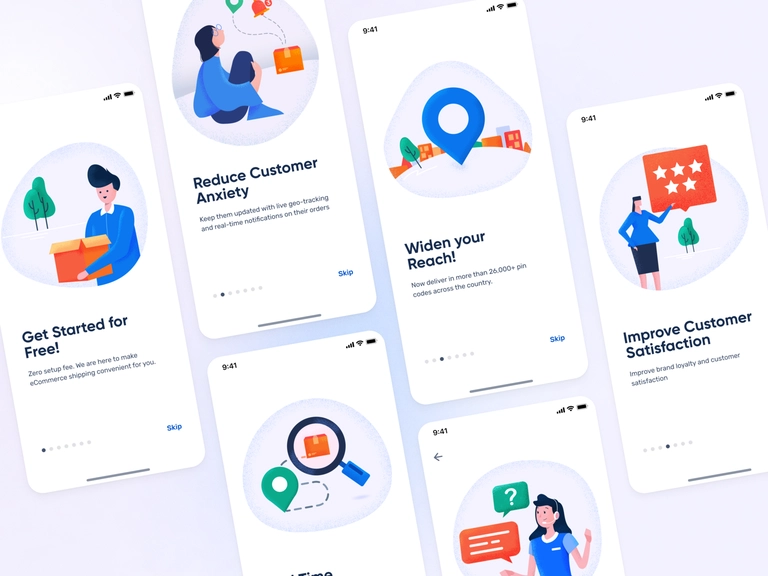 Get Started for
Free!
Zero setup fee. We are here to make
eCommerce shipping convenient for you.
Skip
3
Reduce Customer
Anxiety
Keep them updated with live geo-tracking
and real-time notifications on their orders
Skip
9:41
Widen your
Reach!
Now deliver in more than 26,000+ pin
codes across the country.
Skip
9:41
Improve Customer
Satisfaction
Improve brand loyalty and customer
satisfaction
9:41
Time
9:41
?